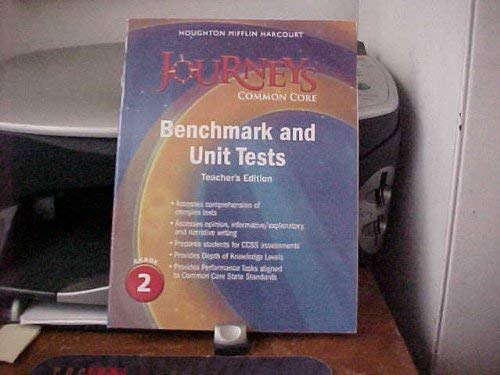 HOUGHTON MIFFLIN HARCOURT
JOURNEYS
COMMON CORE
Benchmark and
Unit Tests
Teacher's Edition
• Assesses comprehension of
complex texts
• Assesses opinion, informative/explanatory,
and narrative writing
• Prepares students for CCSS assessments
• Provides Depth of Knowledge Levels
• Provides Performance Tasks aligned
to Common Core State Standards
GRADE
2